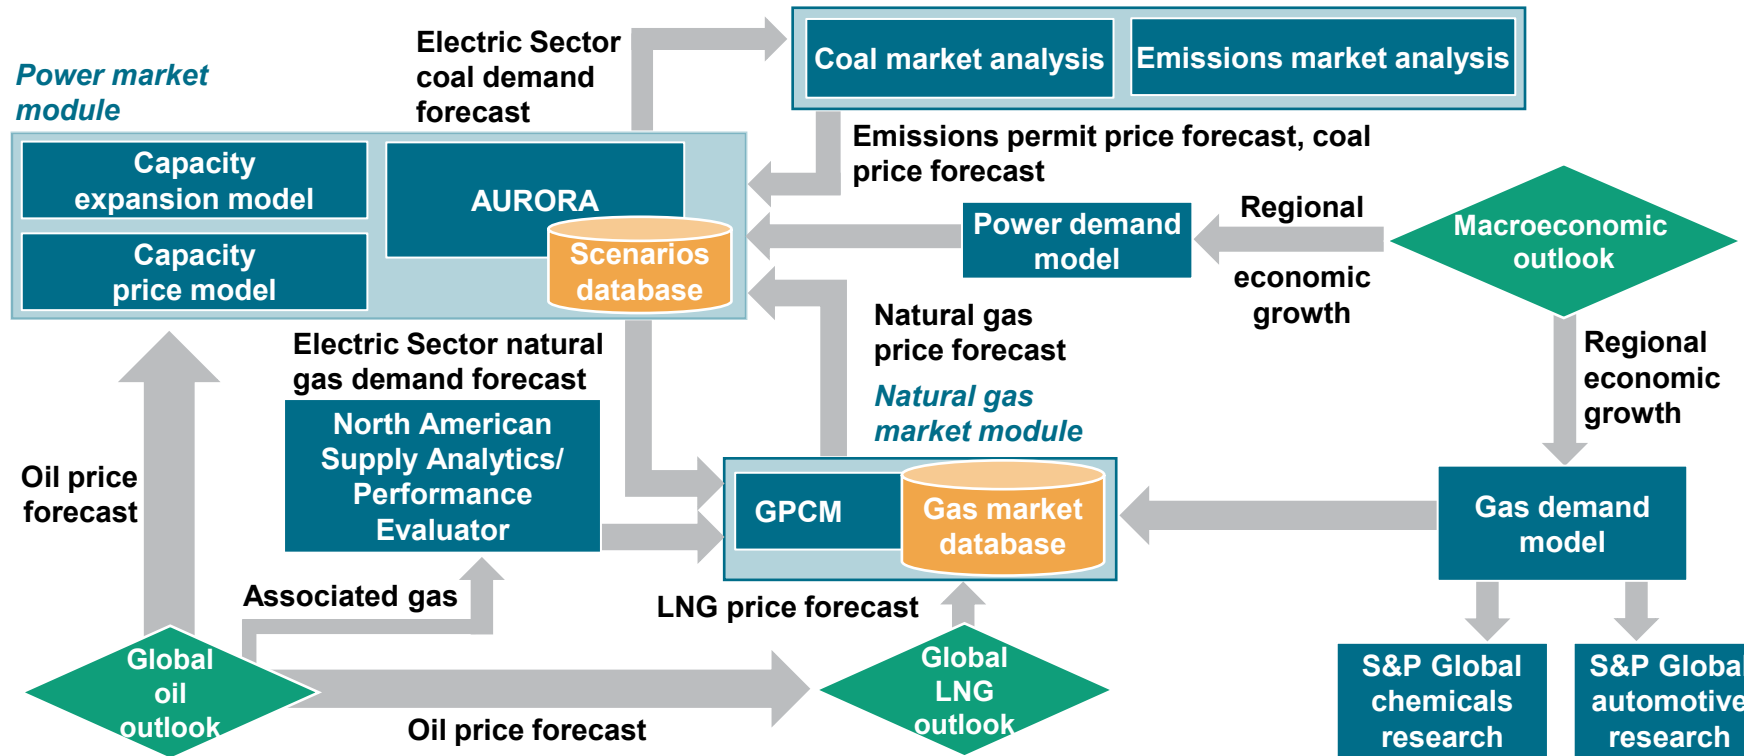 Electric Sector
coal demand
forecast
Coal market analysis
Emissions market analysis
Power market
module
Emissions permit price forecast, coal
price forecast
Capacity
expansion model
AURORA
Capacity
price model
Scenarios
database
Power demand
model
Regional
economic
growth
Macroeconomic
outlook
Natural gas
price forecast
Electric Sector natural
gas demand forecast
Regional
economic
growth
Natural gas
market module
North American
Supply Analytics/
Performance
Evaluator
Oil price
forecast
GPCM
Gas market
database
Gas demand
model
Associated gas
LNG price forecast
Global
oil
outlook
Oil price forecast
Global
LNG
outlook
S&P Global
chemicals
research
S&P Global
automotive
research